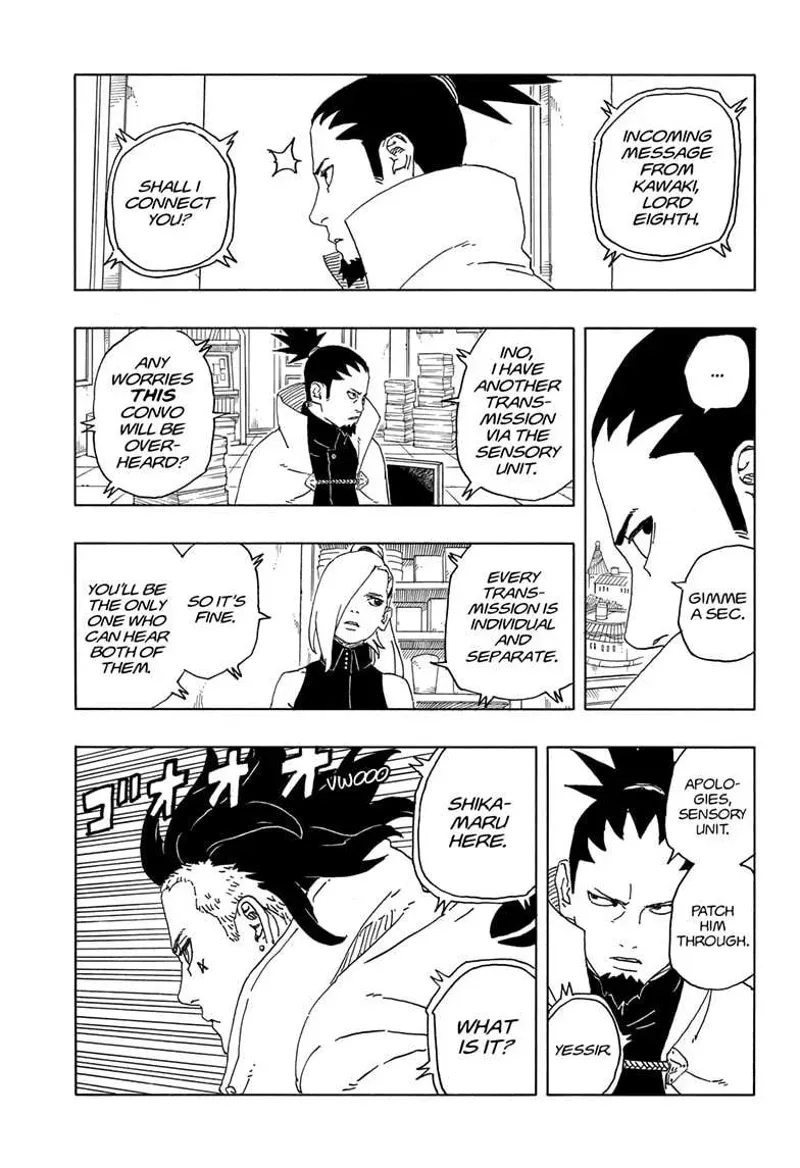 INCOMING
MESSAGE
FROM
KAWAKI,
LORD
EIGHTH.
SHALL I
CONNECT
YOU?
...
GIMME
A SEC.
INO,
I HAVE
ANOTHER
TRANS-
MISSION
VIA THE
SENSORY
UNIT.
ANY
WORRIES
THIS
CONVO
WILL BE
OVER-
HEARD?
EVERY
TRANS-
MISSION IS
INDIVIDUAL
AND
SEPARATE.
SO IT'S
FINE.
YOU'LL BE
THE ONLY
ONE WHO
CAN HEAR
BOTH OF
THEM.
APOLO-
GIES,
SENSORY
UNIT.
PATCH
HIM
THROUGH.
YESSIR.
SHIKA-
MARU
HERE.
WHAT
IS IT?
ゴオオオオ
VWOOO